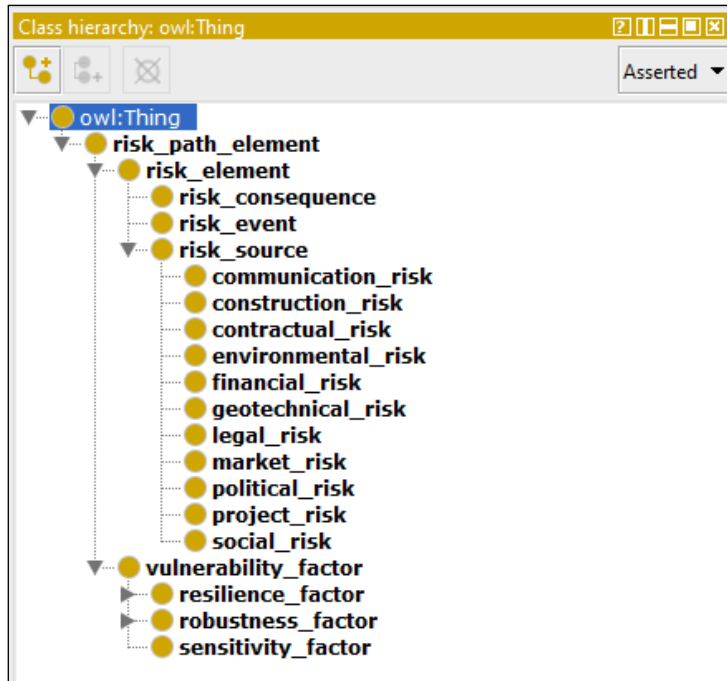 Class hierarchy: owl:Thing
Asserted
owl:Thing
risk_path_element
risk_element
risk_consequence
risk_event
risk_source
communication_risk
construction_risk
contractual_risk
environmental_risk
financial_risk
geotechnical_risk
legal_risk
market_risk
political_risk
project_risk
social_risk
vulnerability_factor
resilience_factor
robustness_factor
sensitivity_factor